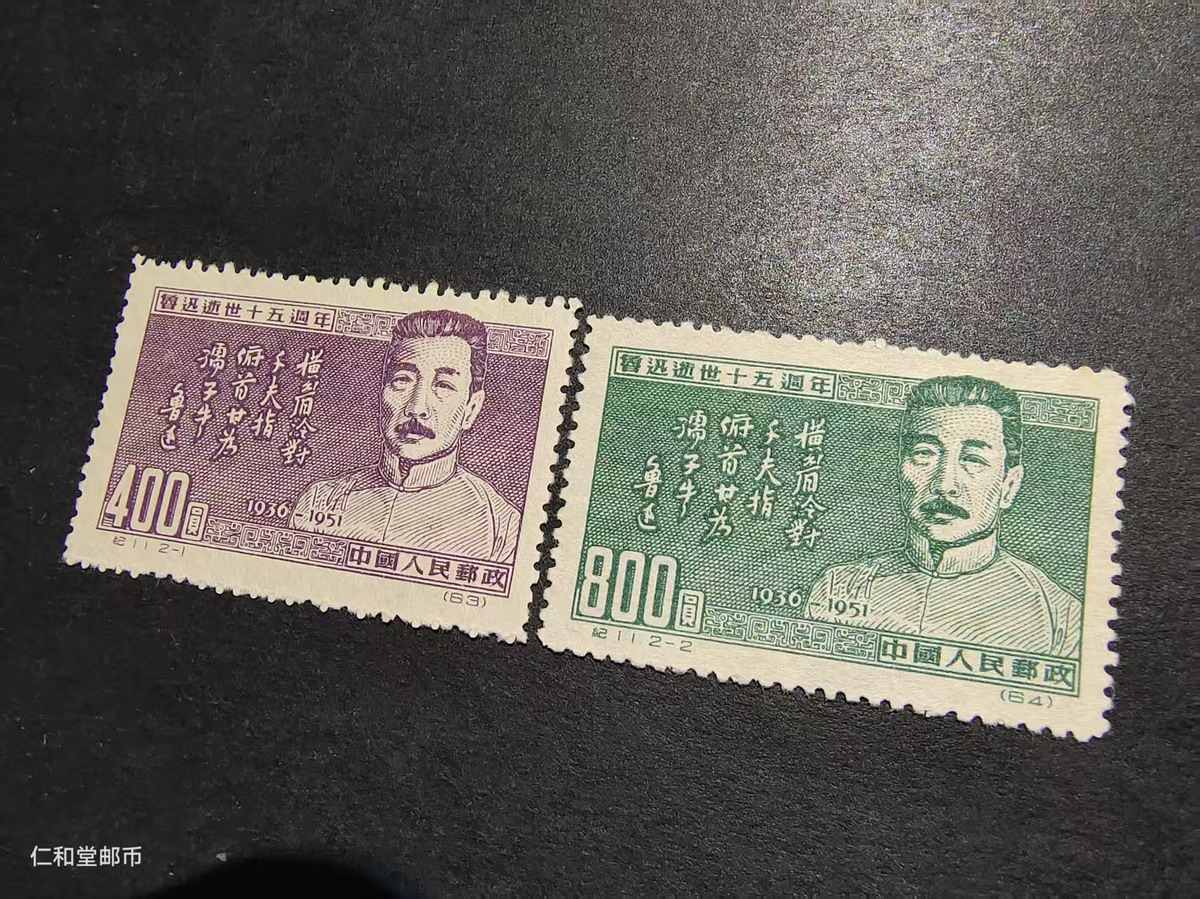 魯迅逝世十五週年
橫眉冷對
千夫指
俯首甘為
孺子牛
魯迅
400圓
1936-1951
紀11.2-1
中國人民郵政
(63)
魯迅逝世十五週年
橫眉冷對
千夫指
俯首甘為
孺子牛
魯迅
800圓
1936-1951
紀11.2-2
中國人民郵政
(64)
仁和堂邮币